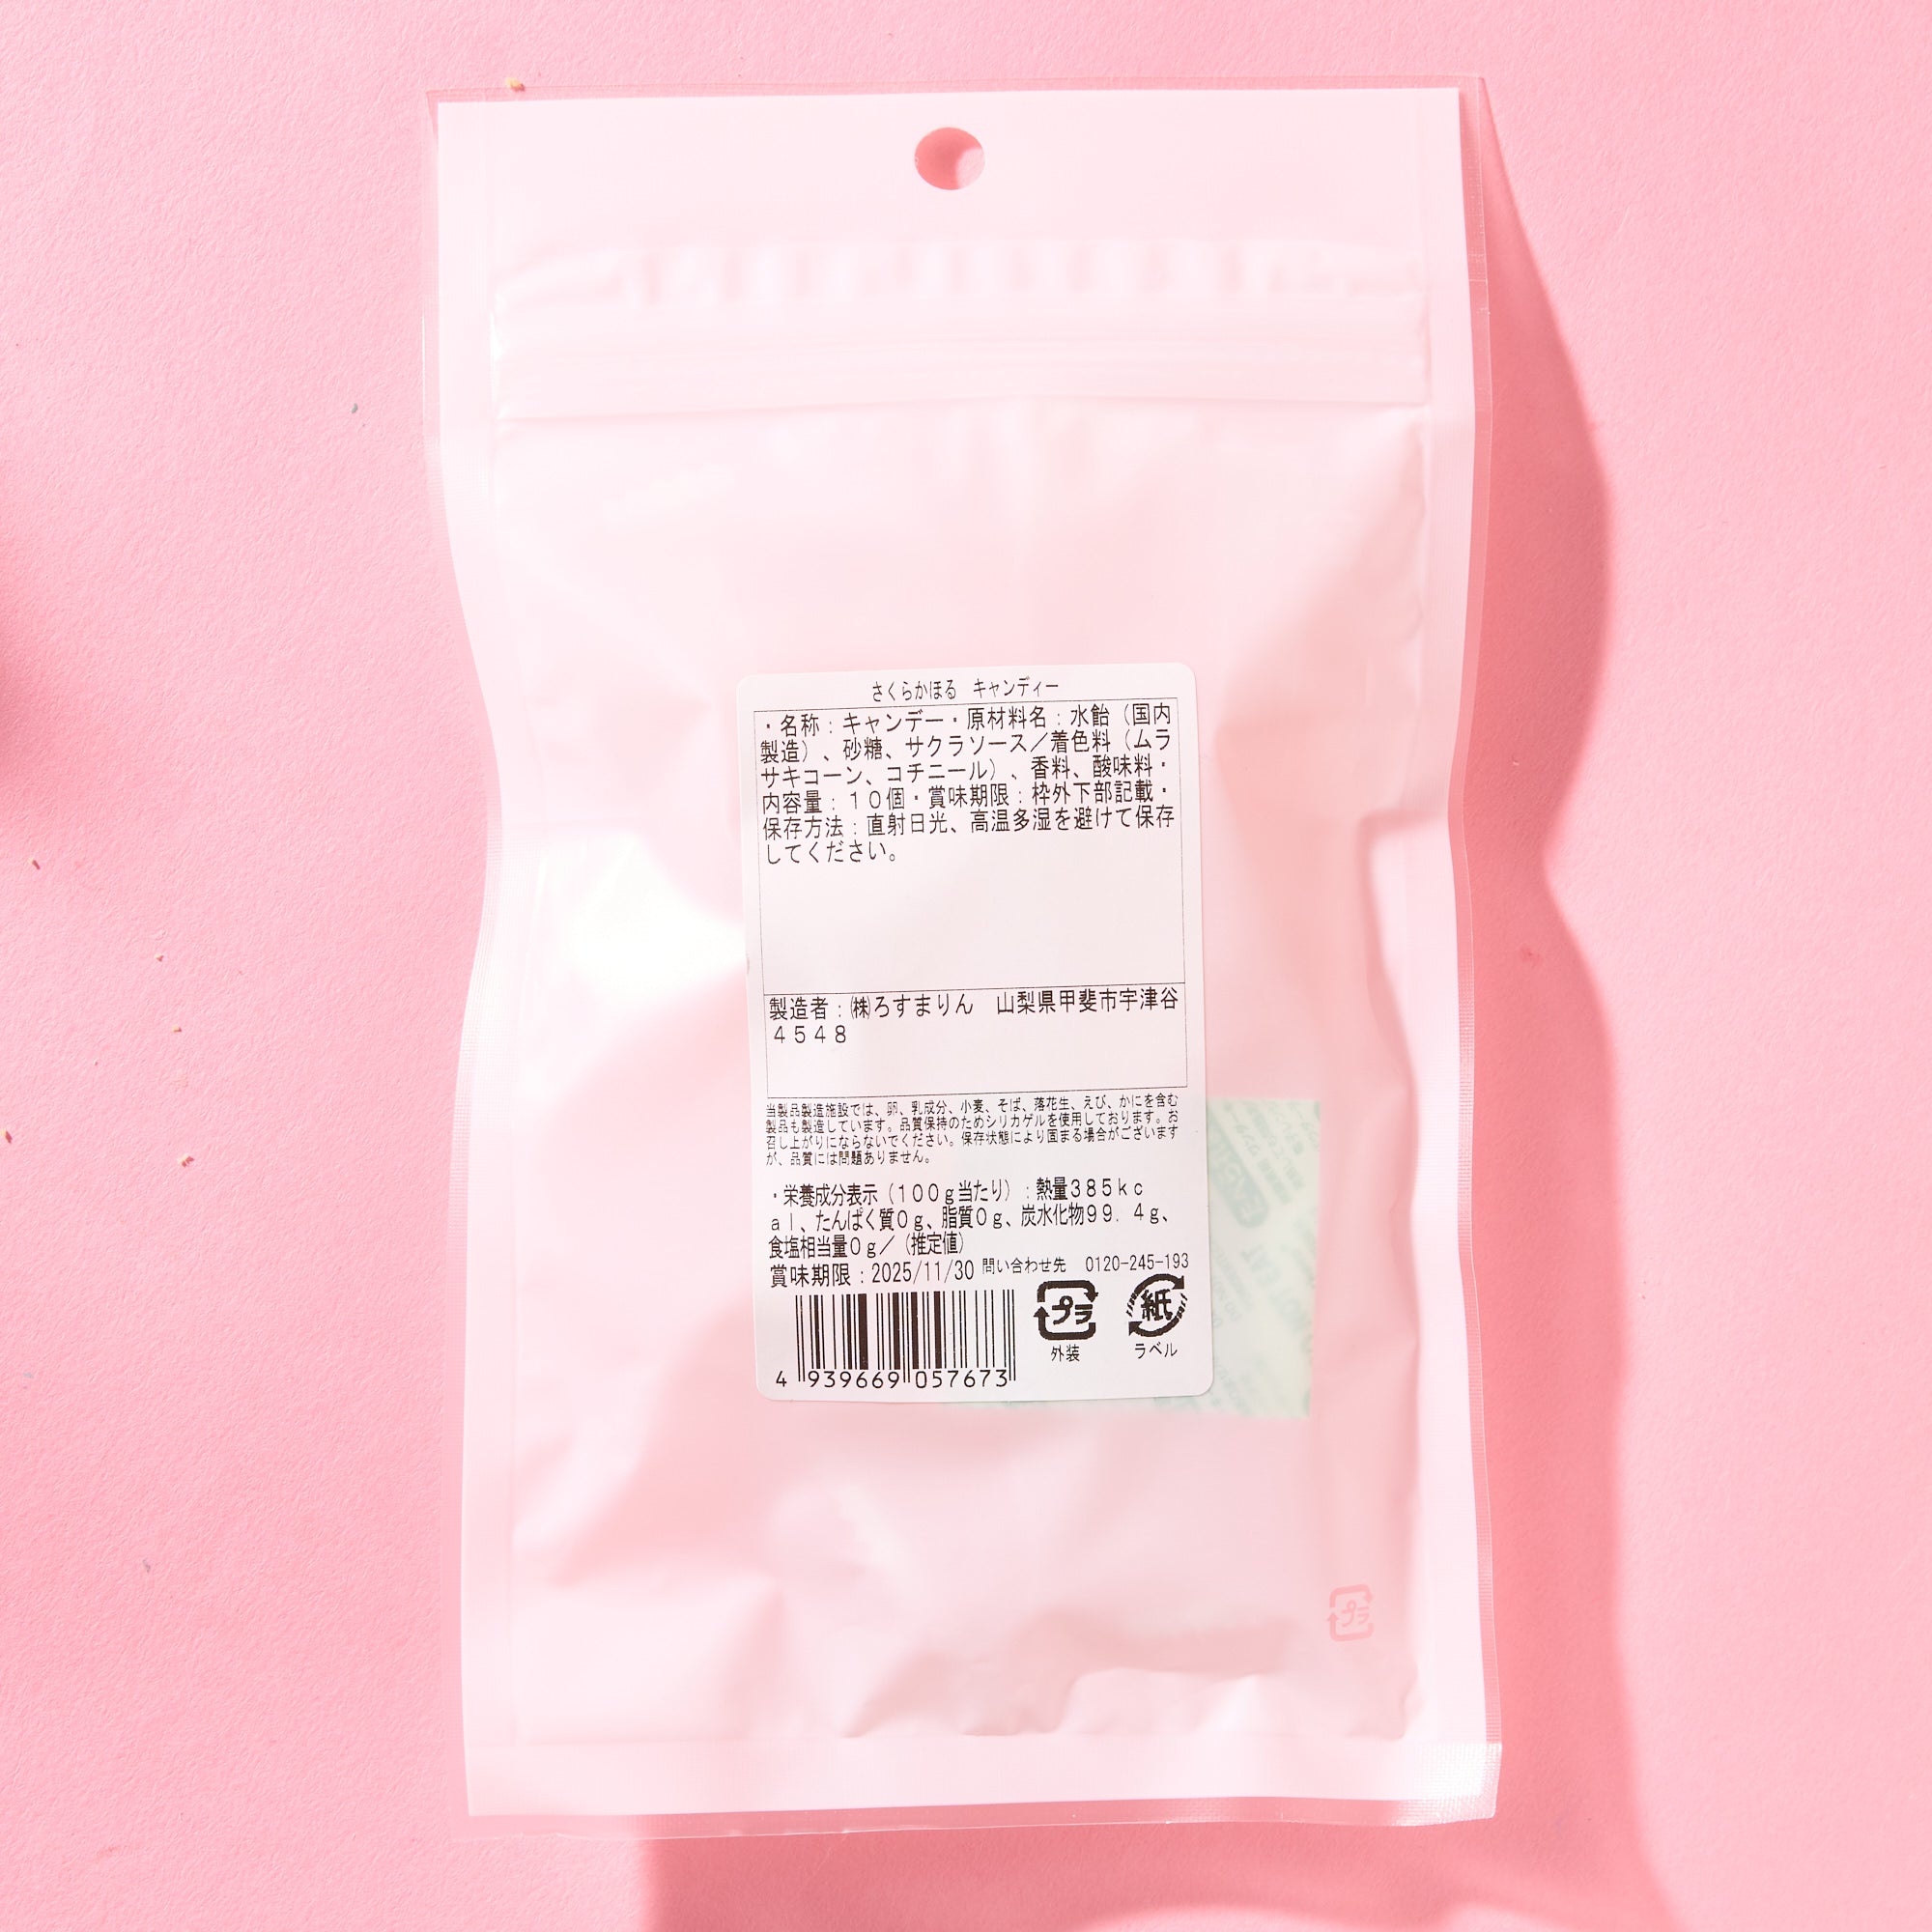 さくらかほる　キャンディー
・名称：キャンデー・原材料名：水飴（国内
製造）、砂糖、サクラソース／着色料（ムラ
サキコーン、コチニール）、香料、酸味料・
内容量：１０個・賞味期限：枠外下部記載・
保存方法：直射日光、高温多湿を避けて保存
してください。
製造者：㈱ろすまりん　山梨県甲斐市宇津谷
４５４８
当製品製造施設では、卵、乳成分、小麦、そば、落花生、えび、かにを含む
製品も製造しています。品質保持のためシリカゲルを使用しております。お
召し上がりにならないでください。保存状態により固まる場合がございます
が、品質には問題ありません。
・栄養成分表示（１００ｇ当たり）：熱量３８５ｋｃ
ａｌ、たんぱく質０ｇ、脂質０ｇ、炭水化物９９．４ｇ、
食塩相当量０ｇ／（推定値）
賞味期限：2025/11/30 問い合わせ先　0120-245-193
プラ 紙
外装 ラベル
4 939669 057673
プラ